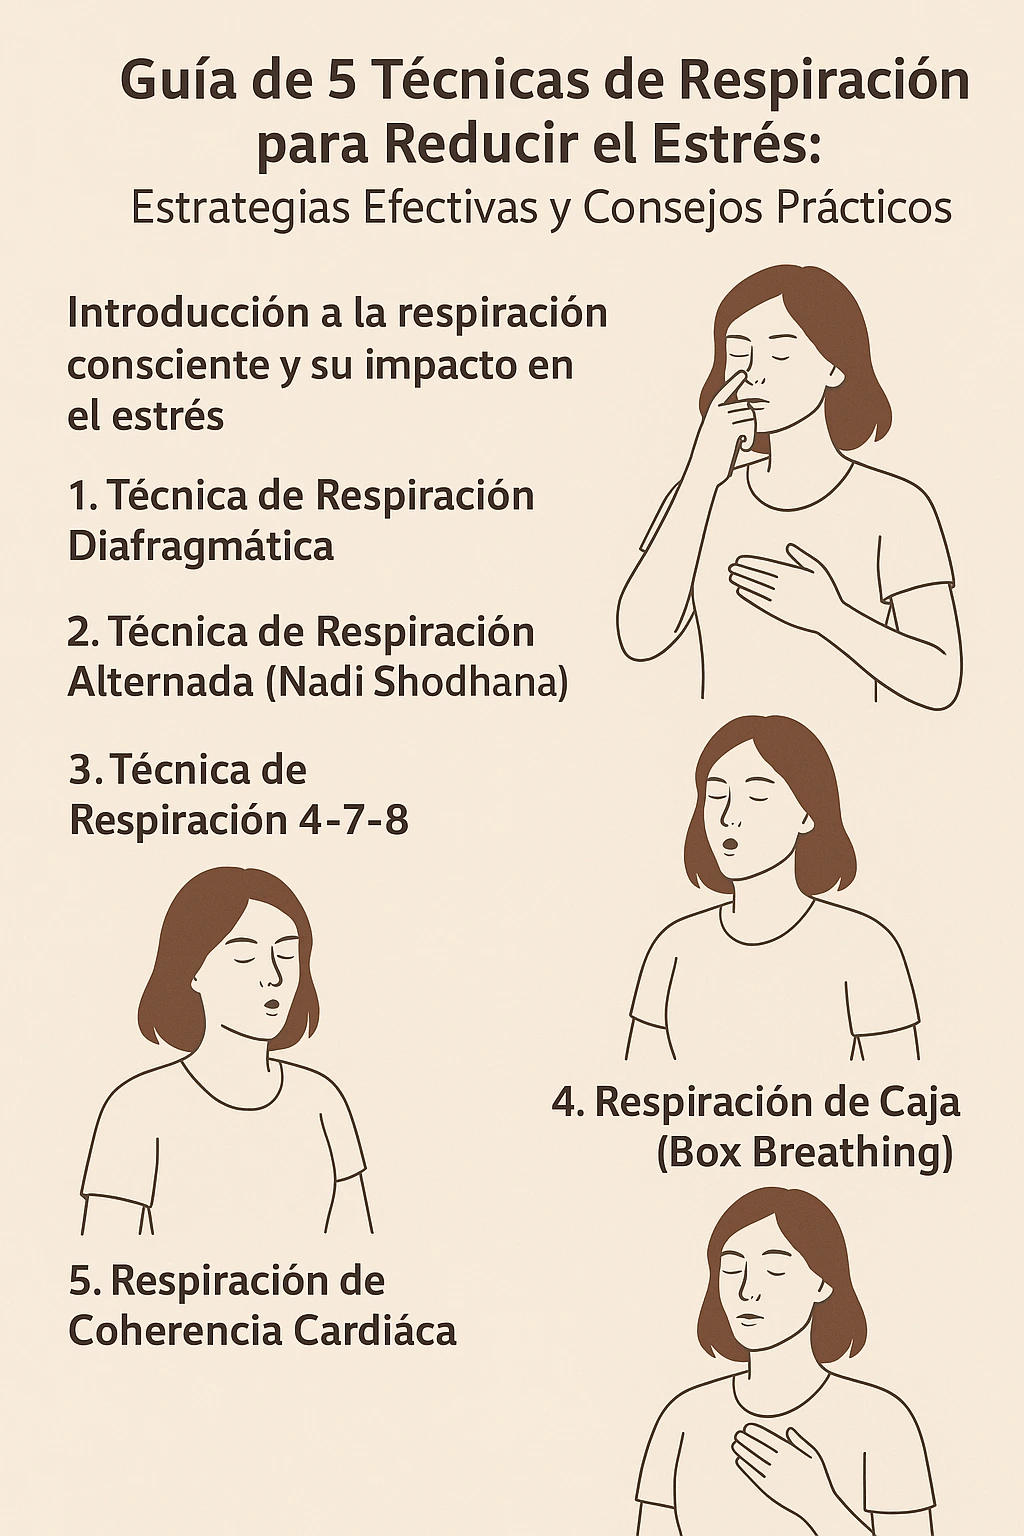 Guía de 5 Técnicas de Respiración
para Reducir el Estrés:
Estrategias Efectivas y Consejos Prácticos
Introducción a la respiración
consciente y su impacto en
el estrés
1. Técnica de Respiración
Diafragmática
2. Técnica de Respiración
Alternada (Nadi Shodhana)
3. Técnica de
Respiración 4-7-8
4. Respiración de Caja
(Box Breathing)
5. Respiración de
Coherencia Cardiáca